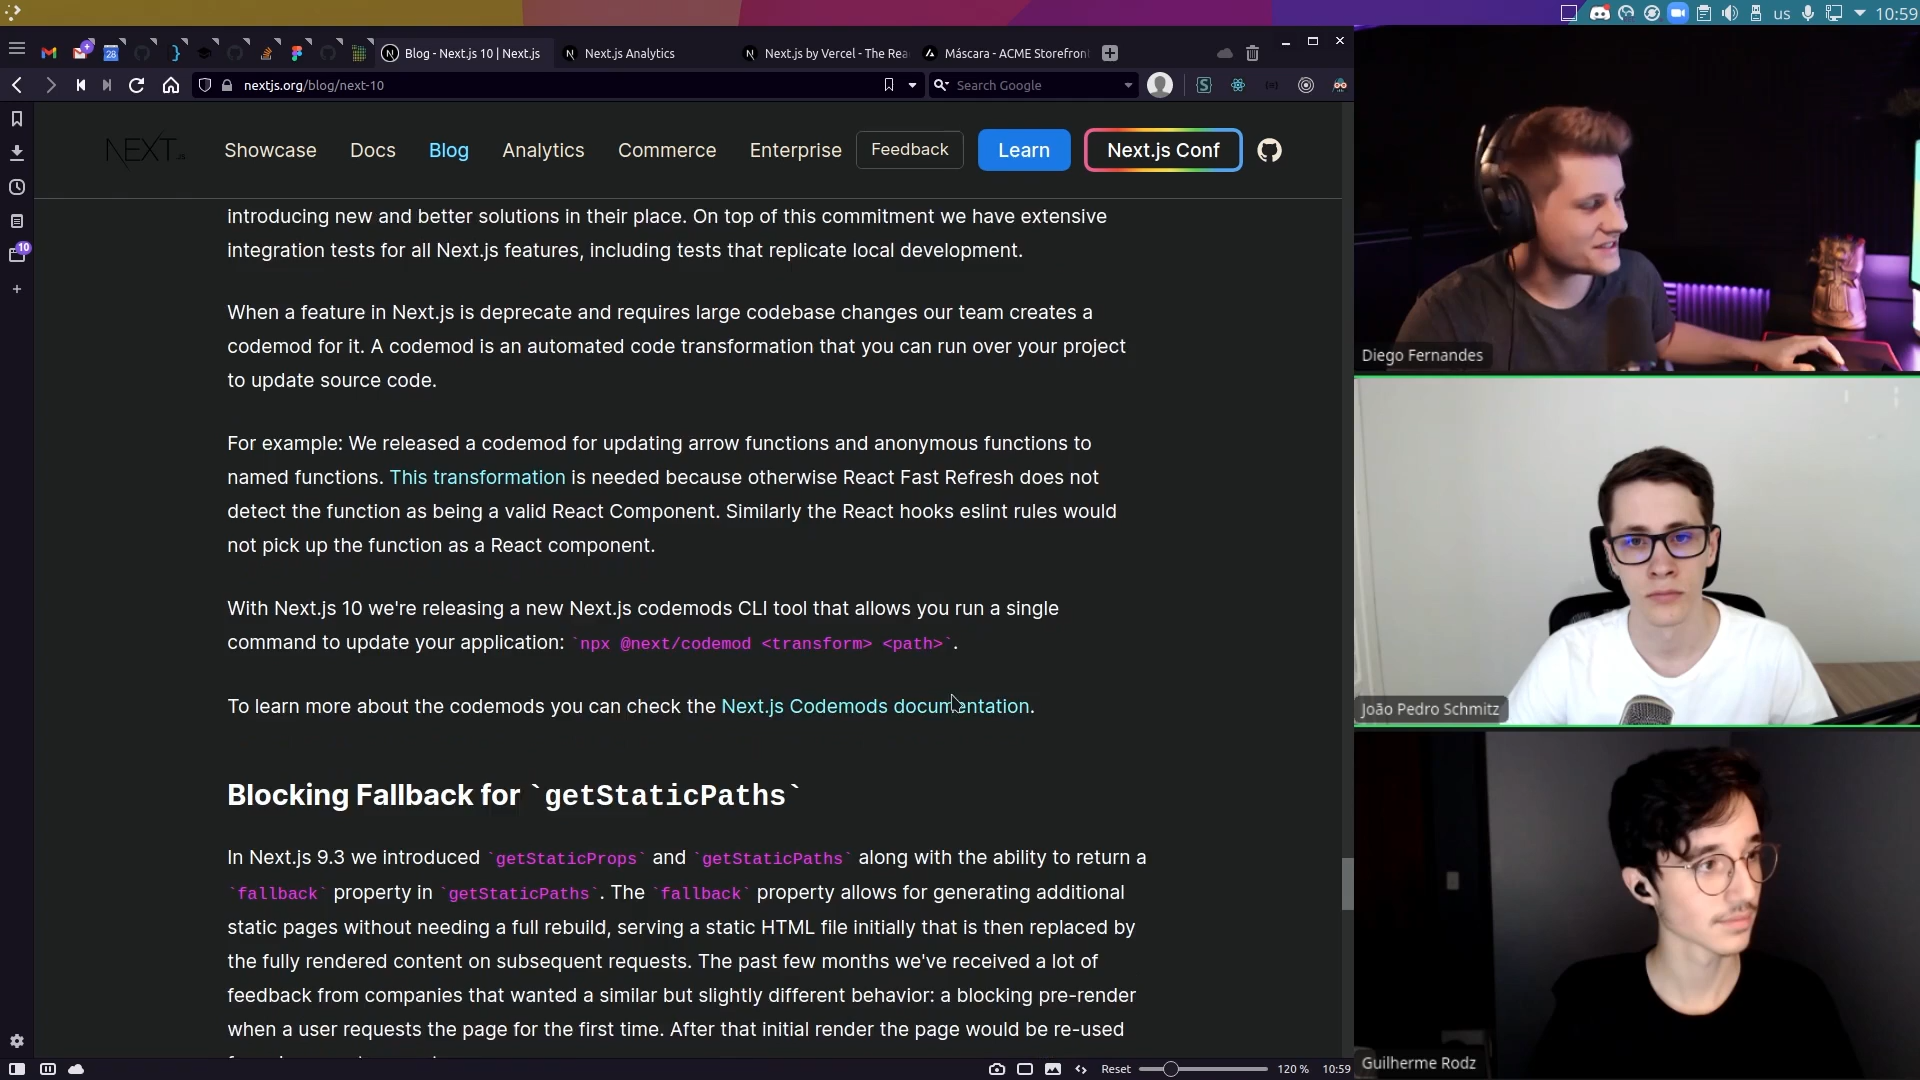 us
10:59
28
Blog - Next.js 10 | Next.js
Next.js Analytics
Next.js by Vercel - The Rea
Máscara - ACME Storefron
nextjs.org/blog/next-10
Search Google
NEXT.JS
Showcase
Docs
Blog
Analytics
Commerce
Enterprise
Feedback
Learn
Next.js Conf
10
introducing new and better solutions in their place. On top of this commitment we have extensive
integration tests for all Next.js features, including tests that replicate local development.
When a feature in Next.js is deprecate and requires large codebase changes our team creates a
codemod for it. A codemod is an automated code transformation that you can run over your project
to update source code.
For example: We released a codemod for updating arrow functions and anonymous functions to
named functions. This transformation is needed because otherwise React Fast Refresh does not
detect the function as being a valid React Component. Similarly the React hooks eslint rules would
not pick up the function as a React component.
With Next.js 10 we're releasing a new Next.js codemods CLI tool that allows you run a single
command to update your application: `npx @next/codemod <transform> <path>`.
To learn more about the codemods you can check the Next.js Codemods documentation.
Blocking Fallback for `getStaticPaths`
In Next.js 9.3 we introduced `getStaticProps` and `getStaticPaths` along with the ability to return a
`fallback` property in `getStaticPaths`. The `fallback` property allows for generating additional
static pages without needing a full rebuild, serving a static HTML file initially that is then replaced by
the fully rendered content on subsequent requests. The past few months we've received a lot of
feedback from companies that wanted a similar but slightly different behavior: a blocking pre-render
when a user requests the page for the first time. After that initial render the page would be re-used
Reset
120 %
10:59
Diego Fernandes
João Pedro Schmitz
Guilherme Rodz